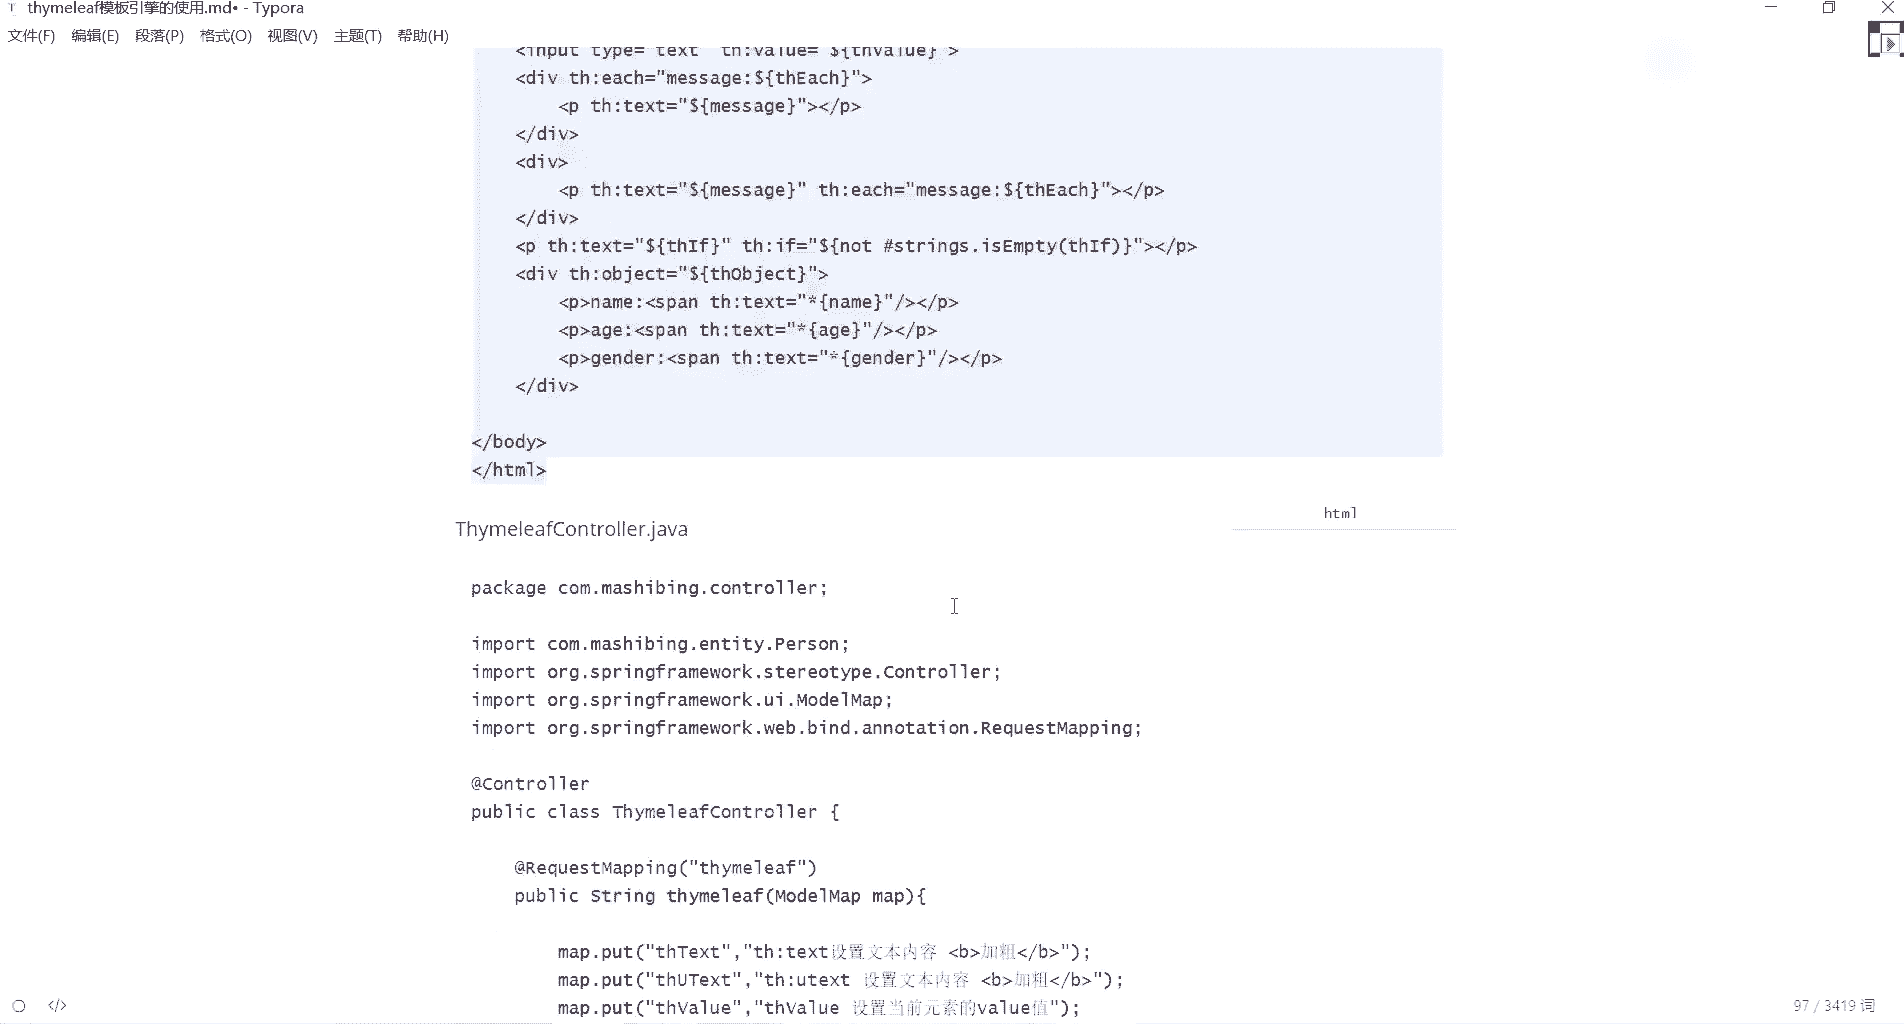 thymeleaf模板引擎的使用.md• - Typora
文件(F) 编辑(E) 段落(P) 格式(O) 视图(V) 主题(T) 帮助(H)
<input type="text" th:value="${thValue}">
<div th:each="message:${thEach}">
<p th:text="${message}"></p>
</div>
<div>
<p th:text="${message}" th:each="message:${thEach}"></p>
</div>
<p th:text="${thIf}" th:if="${not #strings.isEmpty(thIf)}"></p>
<div th:object="${thObject}">
<p>name:<span th:text="*{name}"/></p>
<p>age:<span th:text="*{age}"/></p>
<p>gender:<span th:text="*{gender}"/></p>
</div>
</body>
</html>
html
ThymeleafController.java
package com.mashibing.controller;
import com.mashibing.entity.Person;
import org.springframework.stereotype.Controller;
import org.springframework.ui.ModelMap;
import org.springframework.web.bind.annotation.RequestMapping;
@Controller
public class ThymeleafController {
@RequestMapping("thymeleaf")
public String thymeleaf(ModelMap map){
map.put("thText","th:text设置文本内容 <b>加粗</b>");
map.put("thUText","th:utext 设置文本内容 <b>加粗</b>");
map.put("thValue","thValue 设置当前元素的value值");
97 / 3419 词